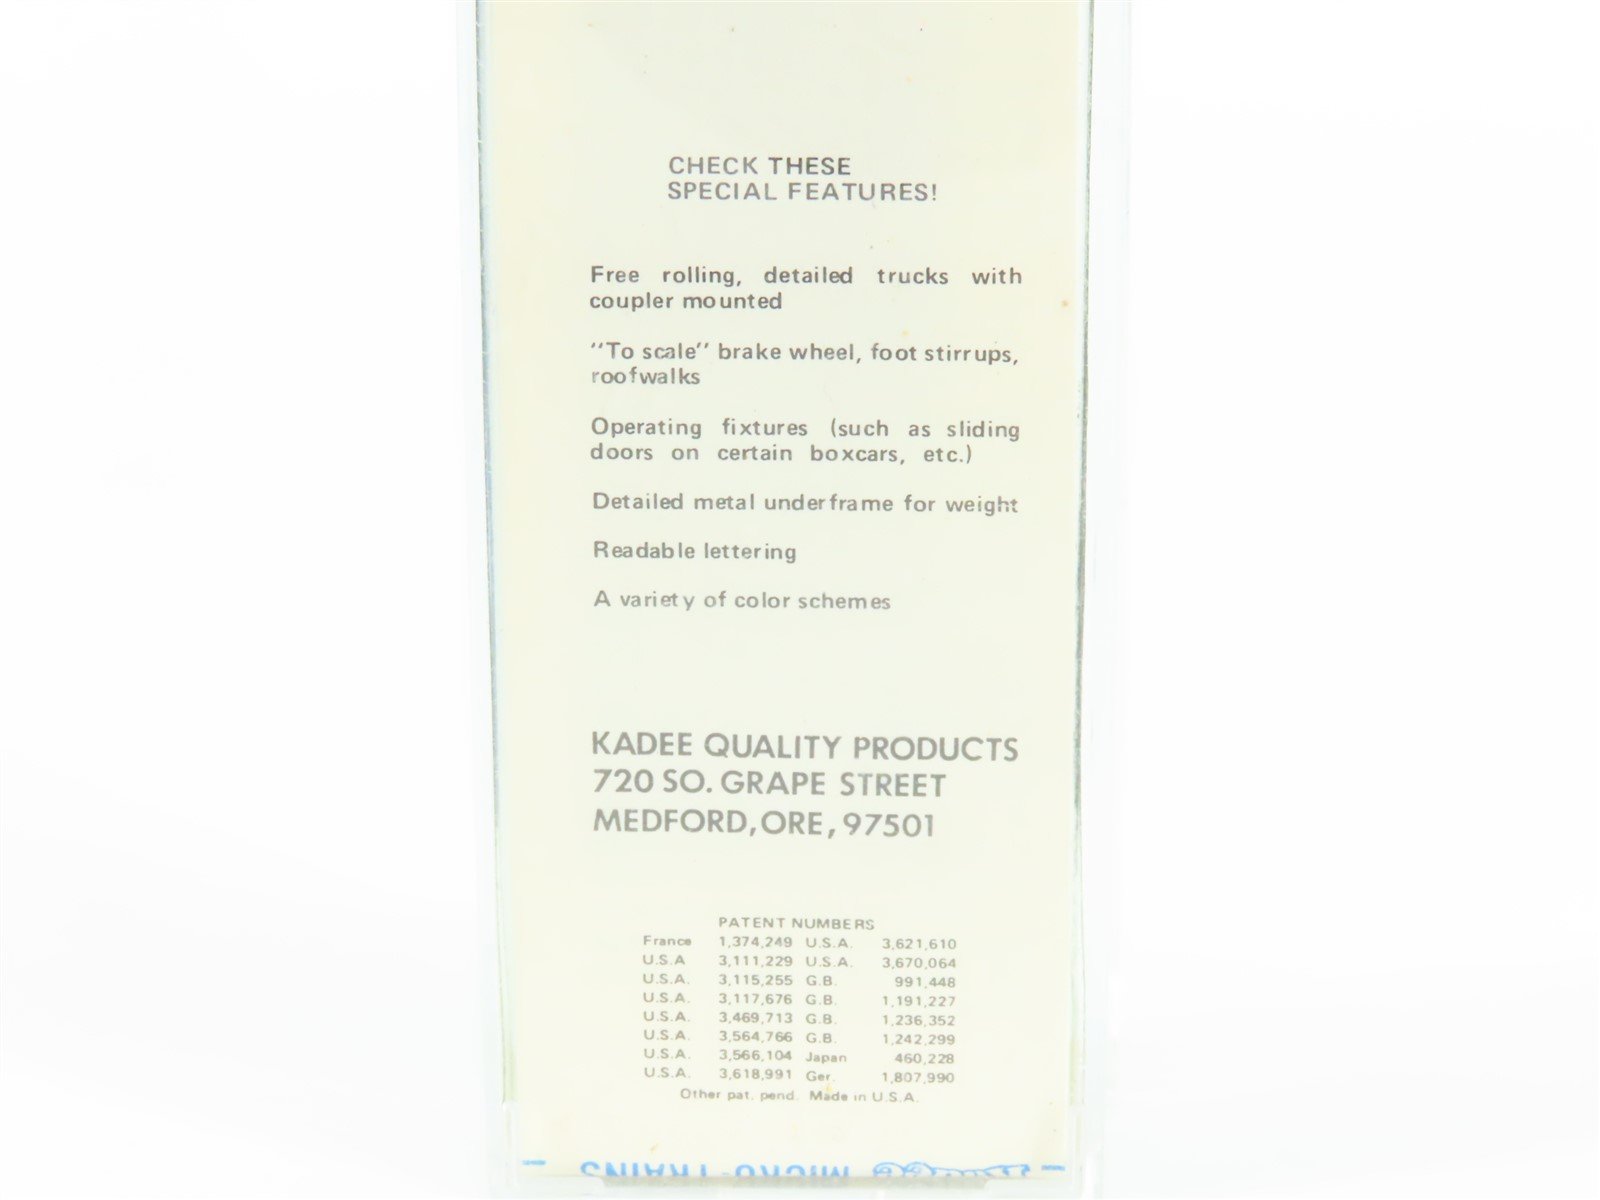 CHECK THESE
SPECIAL FEATURES!
Free rolling, detailed trucks with
coupler mounted
"To scale" brake wheel, foot stirrups,
roofwalks
Operating fixtures (such as sliding
doors on certain boxcars, etc.)
Detailed metal underframe for weight
Readable lettering
A variety of color schemes
KADEE QUALITY PRODUCTS
720 SO. GRAPE STREET
MEDFORD, ORE, 97501
PATENT NUMBERS
France 1,374,249 U.S.A. 3,621,610
U.S.A 3,111,229 U.S.A. 3,670,064
U.S.A. 3,115,255 G.B. 991,448
U.S.A. 3,117,676 G.B. 1,191,227
U.S.A. 3,469,713 G.B. 1,236,352
U.S.A. 3,564,766 G.B. 1,242,299
U.S.A. 3,566,104 Japan 460,228
U.S.A. 3,618,991 Ger. 1,807,990
Other pat. pend. Made in U.S.A.
MICRO-TRAINS